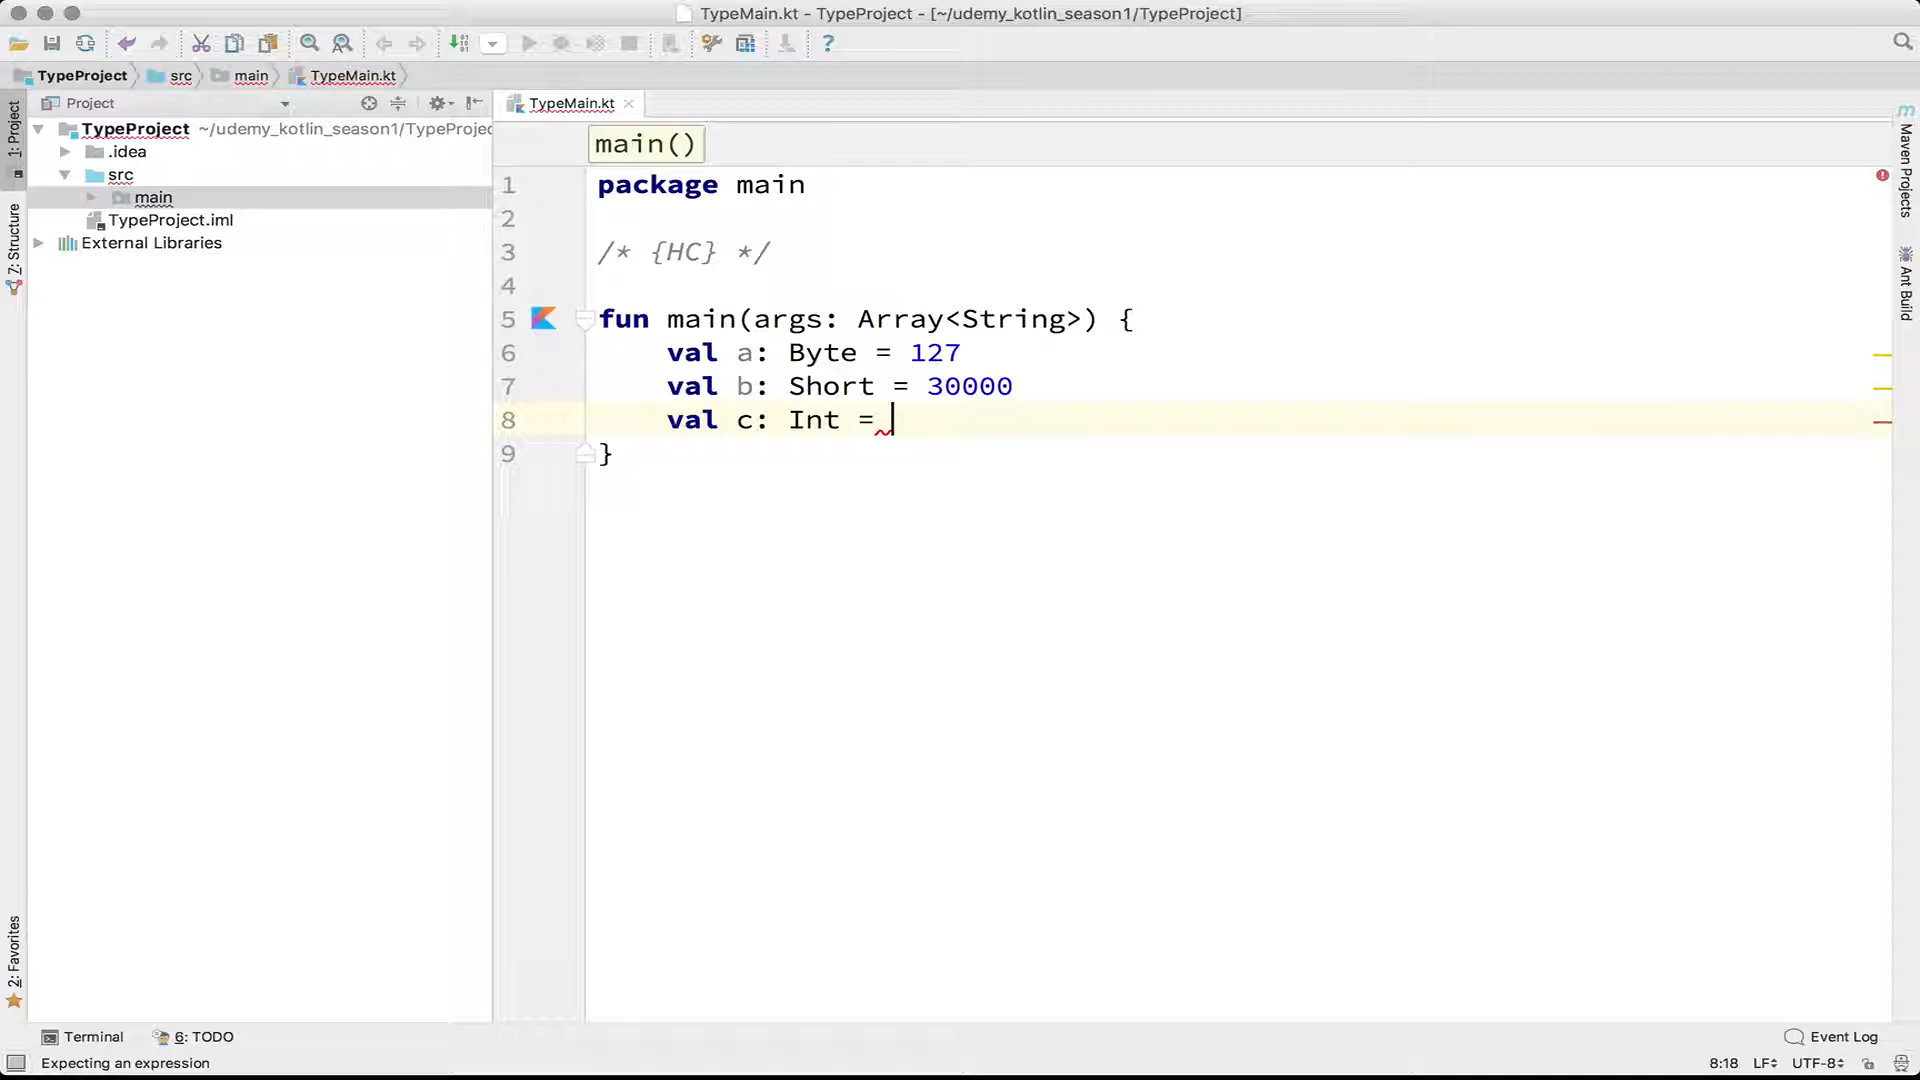 TypeMain.kt - TypeProject - [~/udemy_kotlin_season1/TypeProject]
TypeProject src main TypeMain.kt
Project
TypeMain.kt
TypeProject ~/udemy_kotlin_season1/TypeProjec
.idea
src
main
TypeProject.iml
External Libraries
1: Project
7: Structure
2: Favorites
main()
1 package main
2
3 /* {HC} */
4
5 fun main(args: Array<String>) {
6 val a: Byte = 127
7 val b: Short = 30000
8 val c: Int =
9 }
m
Maven Projects
Ant Build
Terminal 6: TODO Event Log
Expecting an expression 8:18 LF UTF-8